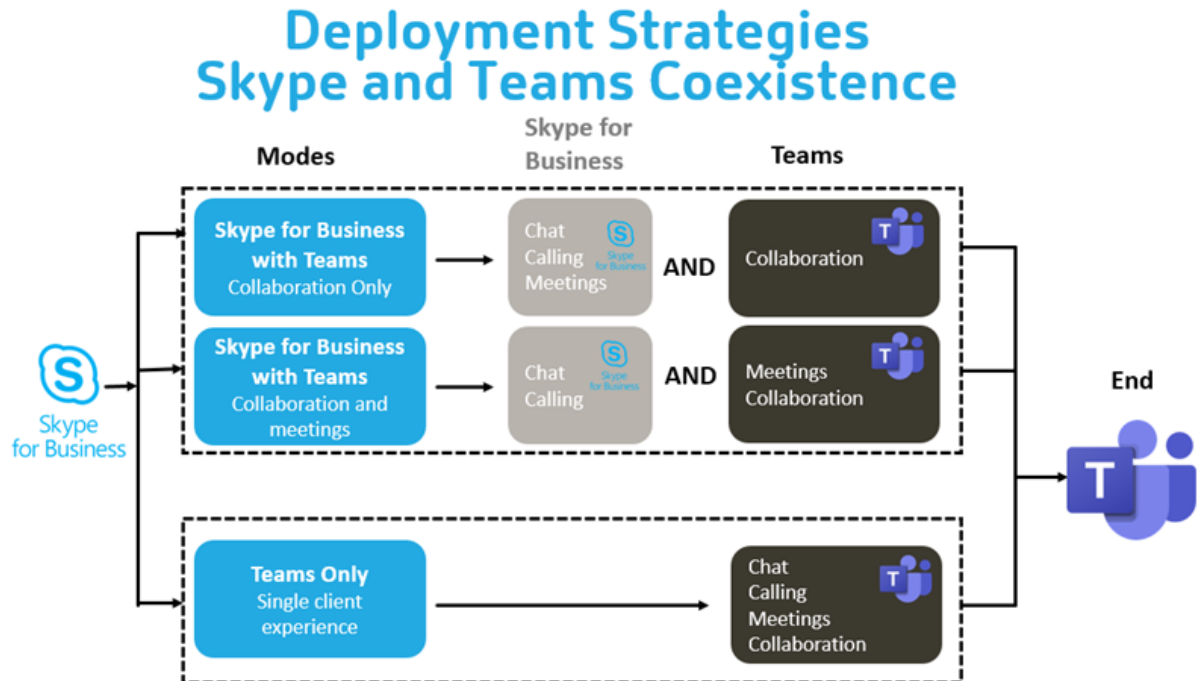 Deployment Strategies
Skype and Teams Coexistence
Modes
Skype for
Business
Teams
Skype for Business
with Teams
Collaboration Only
Chat
Calling
Meetings
S
Skype
for Business
AND
Collaboration
T
Skype for Business
with Teams
Collaboration and
meetings
Chat
Calling
S
Skype
for Business
AND
Meetings
Collaboration
T
S
Skype
for Business
End
T
Teams Only
Single client
experience
Chat
Calling
Meetings
Collaboration
T